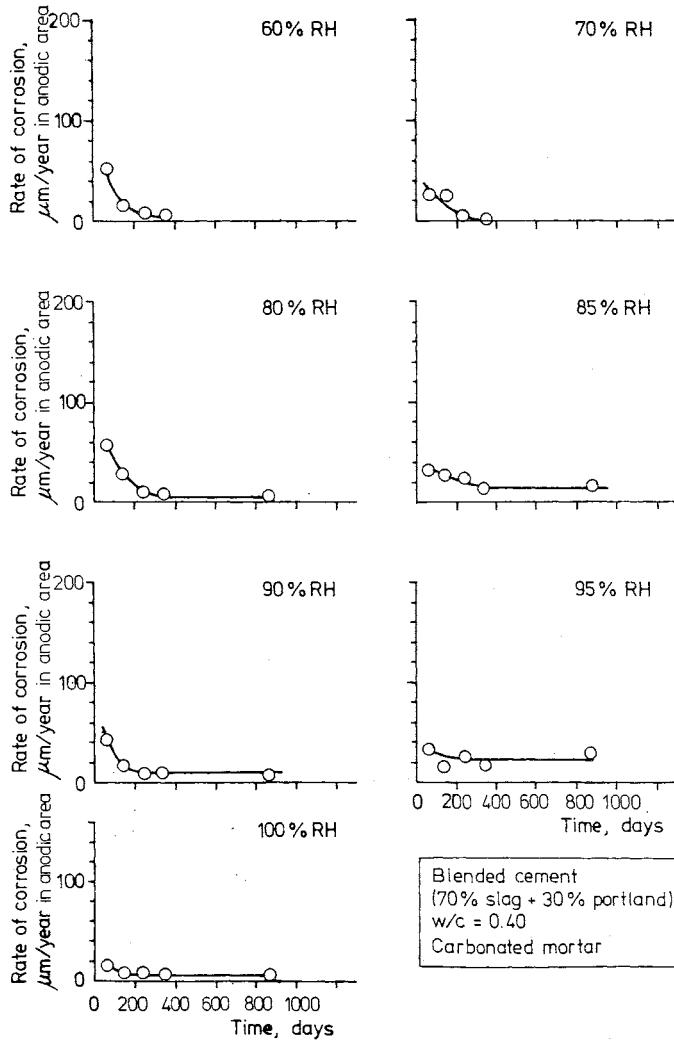 200
60% RH
100
0
Rate of corrosion,
µm/year in anodic area
70% RH
200
80% RH
100
0
Rate of corrosion,
µm/year in anodic area
85% RH
200
90% RH
100
0
Rate of corrosion,
µm/year in anodic area
95% RH
0 200 400 600 800 1000
Time, days
100% RH
100
0
Rate of corrosion,
µm/year in anodic area
0 200 400 600 800 1000
Time, days
Blended cement
(70% slag + 30% portland)
w/c = 0.40
Carbonated mortar